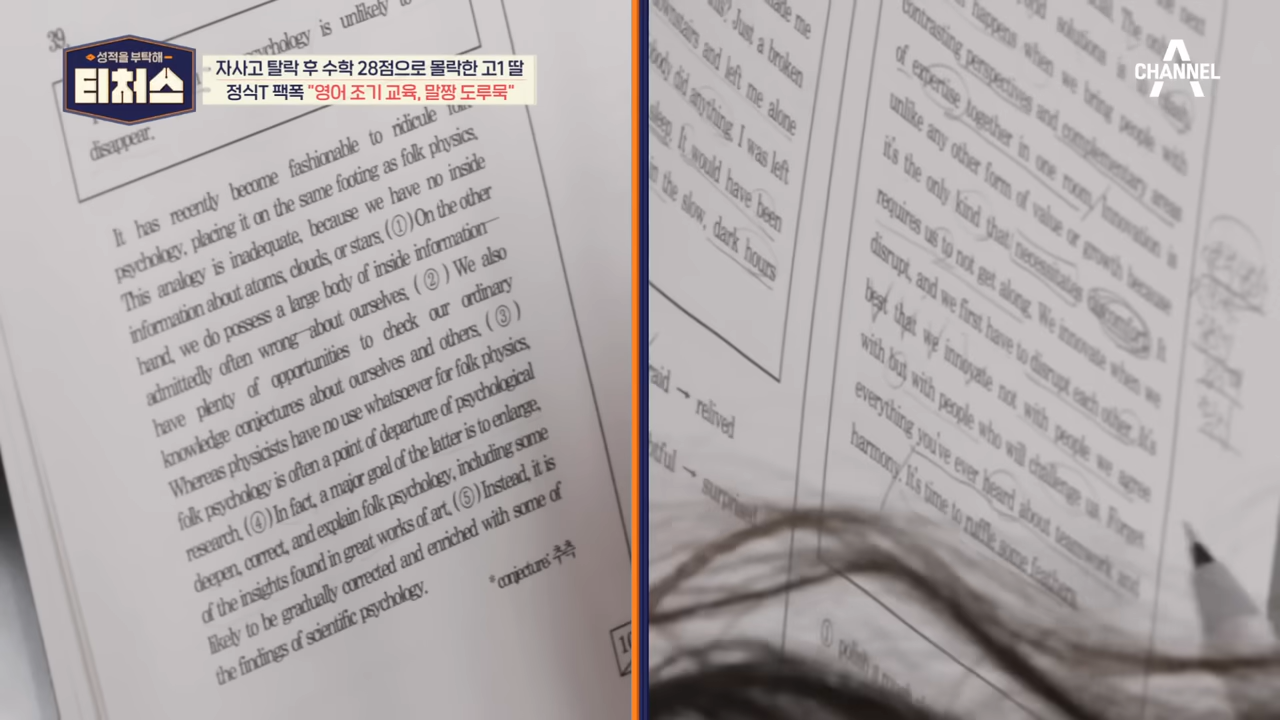 성적을 부탁해
티처스
자사고 탈락 후 수학 28점으로 몰락한 고1 딸
정식T 팩폭 "영어 조기 교육, 말짱 도루묵"
CHANNEL
39.
psychology is unlikely to
disappear.
It has recently become fashionable to ridicule folk
psychology, placing it on the same footing as folk physics,
This analogy is inadequate, because we have no inside
information about atoms, clouds, or stars, ( ① ) On the other
hand, we do possess a large body of inside information
admittedly often wrong about ourselves. ( ② ) We also
have plenty of opportunities to check our ordinary
knowledge conjectures about ourselves and others, ( ③ )
Whereas physicists have no use whatsoever for folk physics,
folk psychology is often a point of departure of psychological
research. ( ④ ) In fact, a major goal of the latter is to enlarge,
deepen, correct, and explain folk psychology, including some
of the insights found in great works of art. ( ⑤ ) Instead, it is
likely to be gradually corrected and enriched with some of
the findings of scientific psychology.
* conjecture: 추측
made me
Just a broken
and left me alone
did anything. I was left
sleep. It would have been
in the slow, dark hours
→ relived
→ surprised
next
solutions is The only
happens when we bring people with
contrasting perspectives and complementary areas
of expertise together in one room. Innovation is
unlike any other form of value or growth because
it's the only kind that necessitates It
requires us to not get along. We innovate when we
disrupt, and we first have to disrupt each other. It's
best that we innovate not with people we agree
with but with people who will challenge us. Forget
everything you've ever heard about teamwork and
harmony. It's time to ruffle some feathers.
①